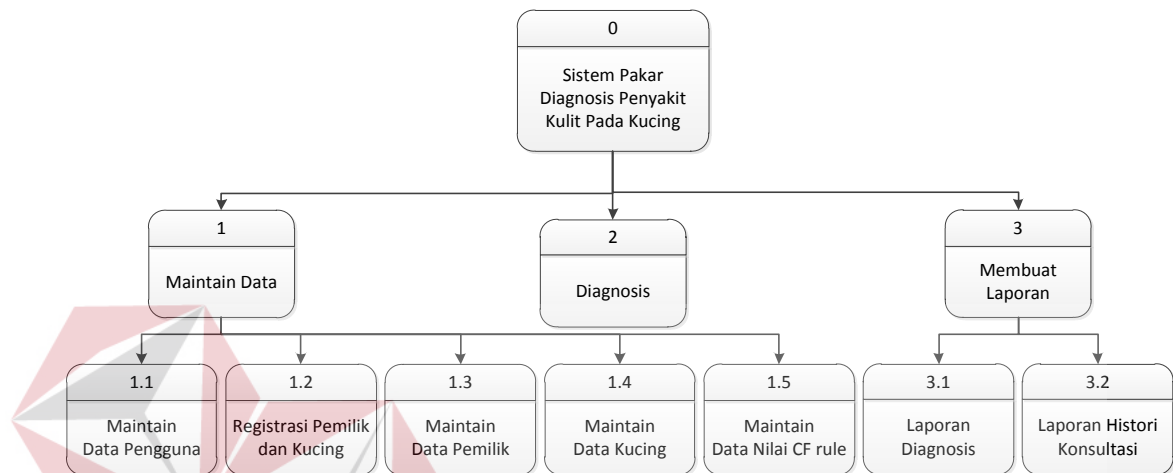 0
Sistem Pakar
Diagnosis Penyakit
Kulit Pada Kucing
1
Maintain Data
2
Diagnosis
3
Membuat
Laporan
1.1
Maintain
Data Pengguna
1.2
Registrasi Pemilik
dan Kucing
1.3
Maintain
Data Pemilik
1.4
Maintain
Data Kucing
1.5
Maintain
Data Nilai CF rule
3.1
Laporan
Diagnosis
3.2
Laporan Histori
Konsultasi